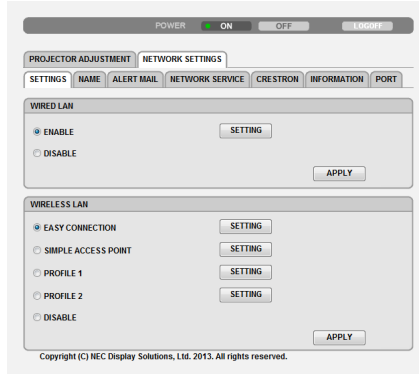 POWER ON OFF LOGOFF
PROJECTOR ADJUSTMENT NETWORK SETTINGS
SETTINGS NAME ALERT MAIL NETWORK SERVICE CRESTRON INFORMATION PORT
WIRED LAN
ENABLE SETTING
DISABLE
APPLY
WIRELESS LAN
EASY CONNECTION SETTING
SIMPLE ACCESS POINT SETTING
PROFILE 1 SETTING
PROFILE 2 SETTING
DISABLE
APPLY
Copyright (C) NEC Display Solutions, Ltd. 2013. All rights reserved.